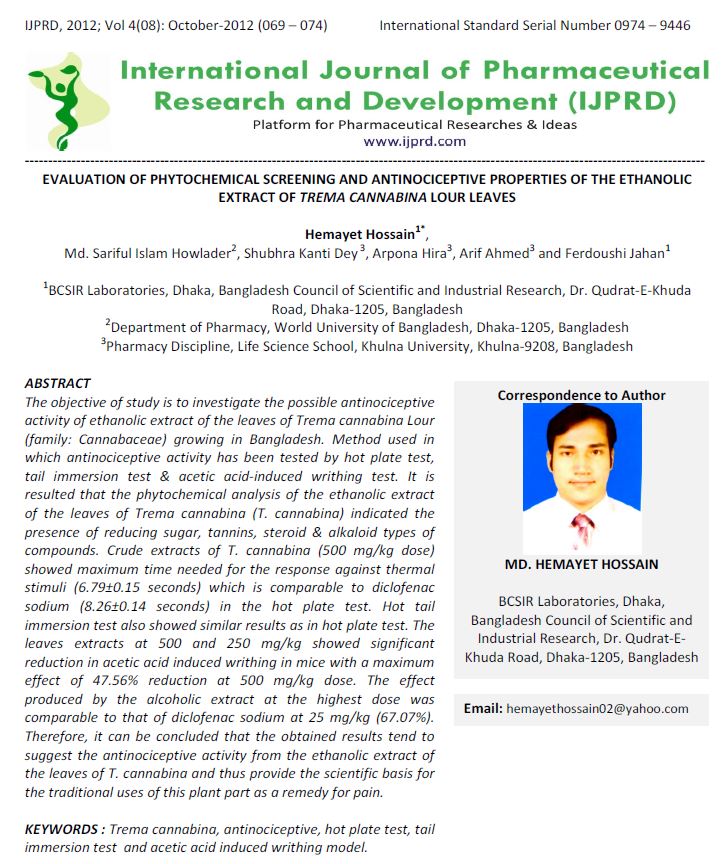 IJPRD, 2012; Vol 4(08): October-2012 (069 – 074) International Standard Serial Number 0974 – 9446
International Journal of Pharmaceutical
Research and Development (IJPRD)
Platform for Pharmaceutical Researches & Ideas
www.ijprd.com
EVALUATION OF PHYTOCHEMICAL SCREENING AND ANTINOCICEPTIVE PROPERTIES OF THE ETHANOLIC
EXTRACT OF TREMA CANNABINA LOUR LEAVES
Hemayet Hossain1*,
Md. Sariful Islam Howlader2, Shubhra Kanti Dey3, Arpona Hira3, Arif Ahmed3 and Ferdoushi Jahan1
1BCSIR Laboratories, Dhaka, Bangladesh Council of Scientific and Industrial Research, Dr. Qudrat-E-Khuda
Road, Dhaka-1205, Bangladesh
2Department of Pharmacy, World University of Bangladesh, Dhaka-1205, Bangladesh
3Pharmacy Discipline, Life Science School, Khulna University, Khulna-9208, Bangladesh
ABSTRACT
The objective of study is to investigate the possible antinociceptive
activity of ethanolic extract of the leaves of Trema cannabina Lour
(family: Cannabaceae) growing in Bangladesh. Method used in
which antinociceptive activity has been tested by hot plate test,
tail immersion test & acetic acid-induced writhing test. It is
resulted that the phytochemical analysis of the ethanolic extract
of the leaves of Trema cannabina (T. cannabina) indicated the
presence of reducing sugar, tannins, steroid & alkaloid types of
compounds. Crude extracts of T. cannabina (500 mg/kg dose)
showed maximum time needed for the response against thermal
stimuli (6.79±0.15 seconds) which is comparable to diclofenac
sodium (8.26±0.14 seconds) in the hot plate test. Hot tail
immersion test also showed similar results as in hot plate test. The
leaves extracts at 500 and 250 mg/kg showed significant
reduction in acetic acid induced writhing in mice with a maximum
effect of 47.56% reduction at 500 mg/kg dose. The effect
produced by the alcoholic extract at the highest dose was
comparable to that of diclofenac sodium at 25 mg/kg (67.07%).
Therefore, it can be concluded that the obtained results tend to
suggest the antinociceptive activity from the ethanolic extract of
the leaves of T. cannabina and thus provide the scientific basis for
the traditional uses of this plant part as a remedy for pain.
KEYWORDS : Trema cannabina, antinociceptive, hot plate test, tail
immersion test and acetic acid induced writhing model.
Correspondence to Author
MD. HEMAYET HOSSAIN
BCSIR Laboratories, Dhaka,
Bangladesh Council of Scientific and
Industrial Research, Dr. Qudrat-E-
Khuda Road, Dhaka-1205, Bangladesh
Email: hemayethossain02@yahoo.com